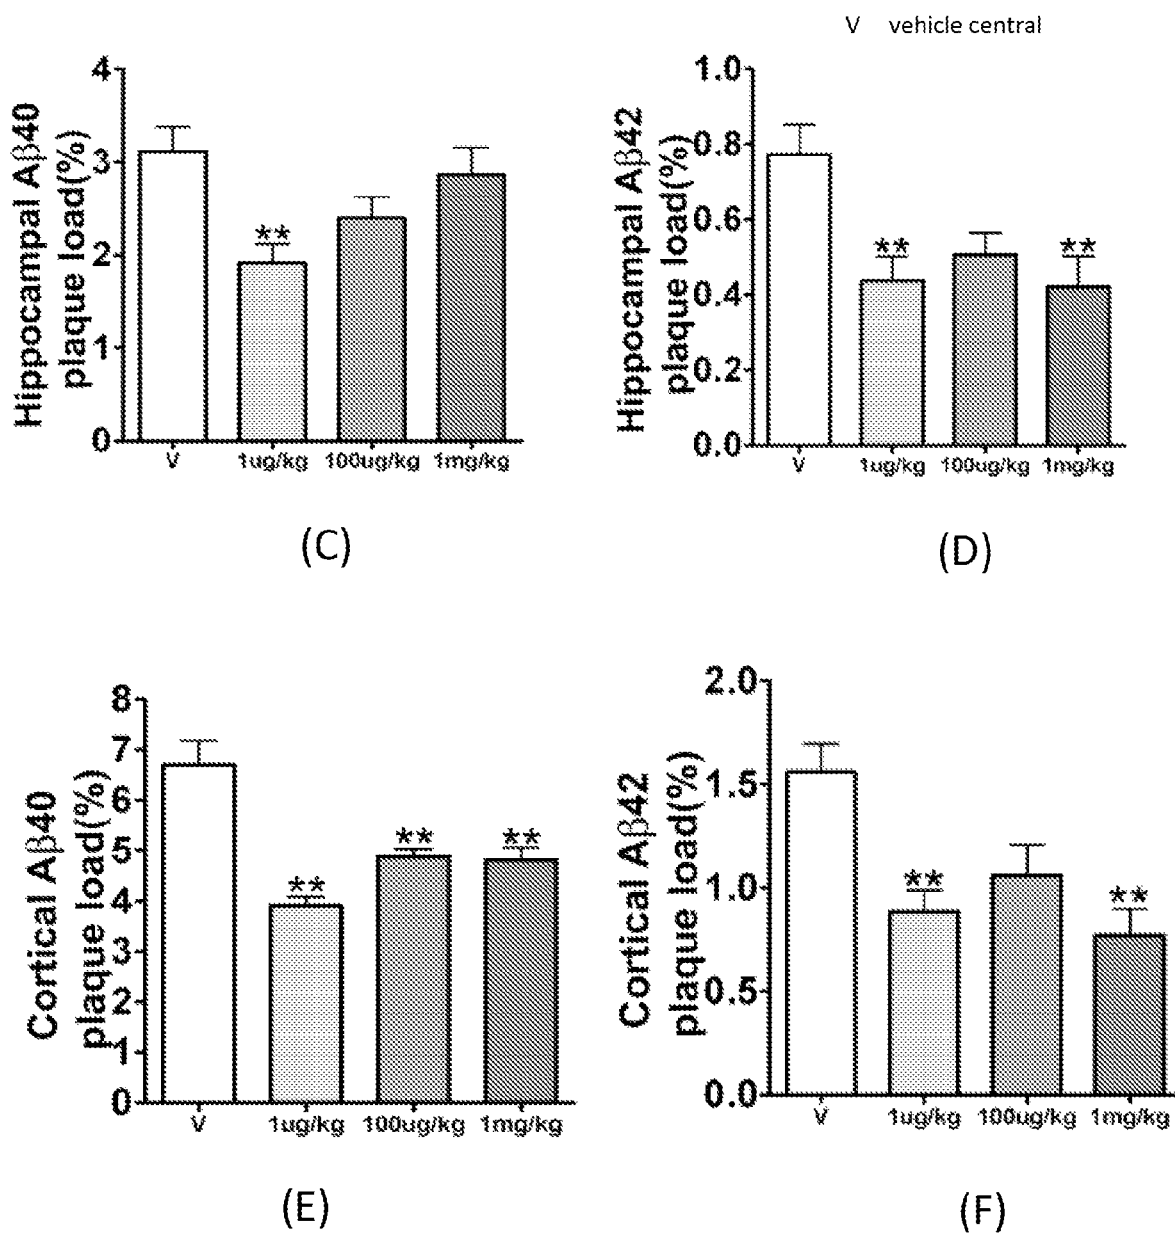 V vehicle central
Hippocampal Aβ40
plaque load(%)
4
3
2
1
0
V 1ug/kg 100ug/kg 1mg/kg
**
(C)
Hippocampal Aβ42
plaque load(%)
1.0
0.8
0.6
0.4
0.2
0.0
V 1ug/kg 100ug/kg 1mg/kg
** **
(D)
Cortical Aβ40
plaque load(%)
8
7
6
5
4
3
2
1
0
V 1ug/kg 100ug/kg 1mg/kg
** ** **
(E)
Cortical Aβ42
plaque load(%)
2.0
1.5
1.0
0.5
0.0
V 1ug/kg 100ug/kg 1mg/kg
** **
(F)